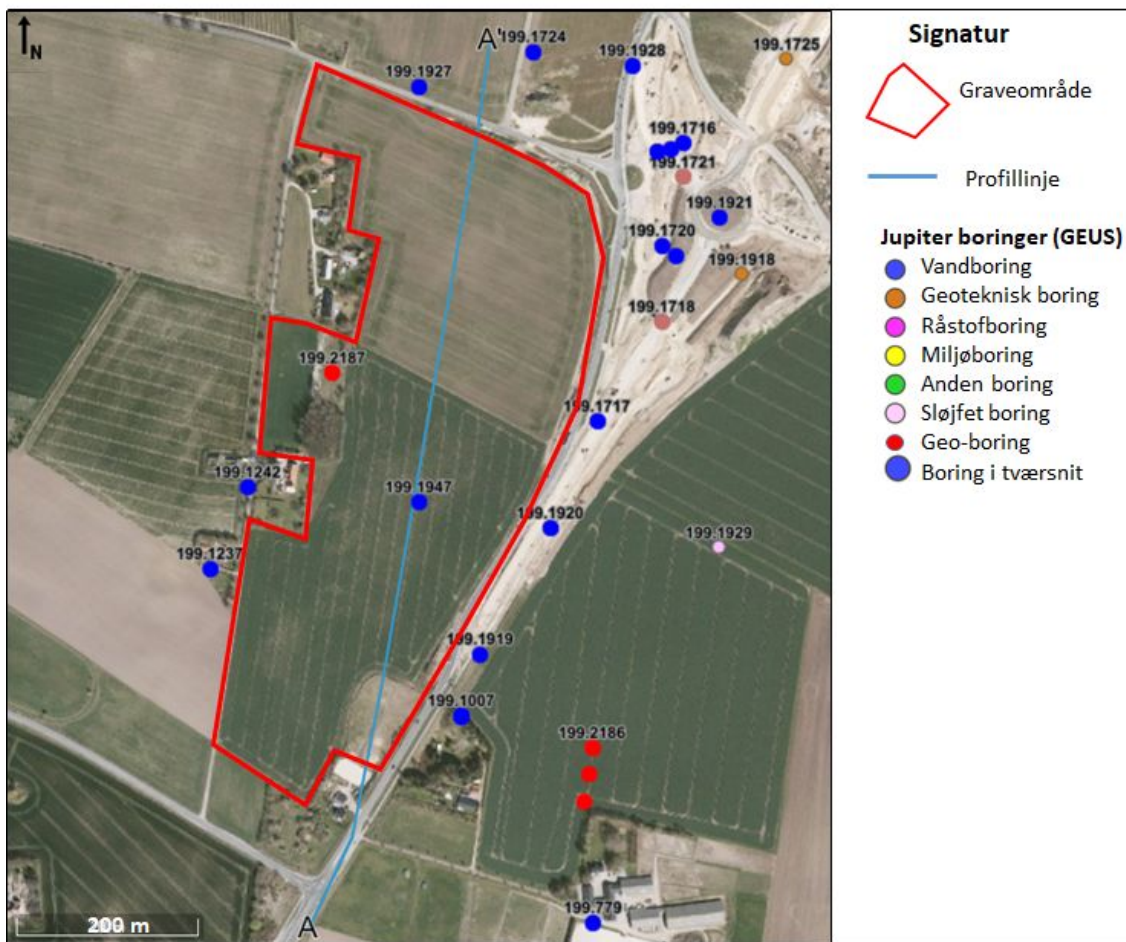 N
A'
199.1724
199.1725
199.1928
199.1927
199.1716
199.1721
199.1921
199.1720
199.1918
199.1718
199.2187
199.1717
199.1242
199.1947
199.1920
199.1929
199.1237
199.1919
199.1007
199.2186
199.779
A
200 m
Signatur
Graveområde
Profillinje
Jupiter boringer (GEUS)
Vandboring
Geoteknisk boring
Råstofboring
Miljøboring
Anden boring
Sløjfet boring
Geo-boring
Boring i tværsnit